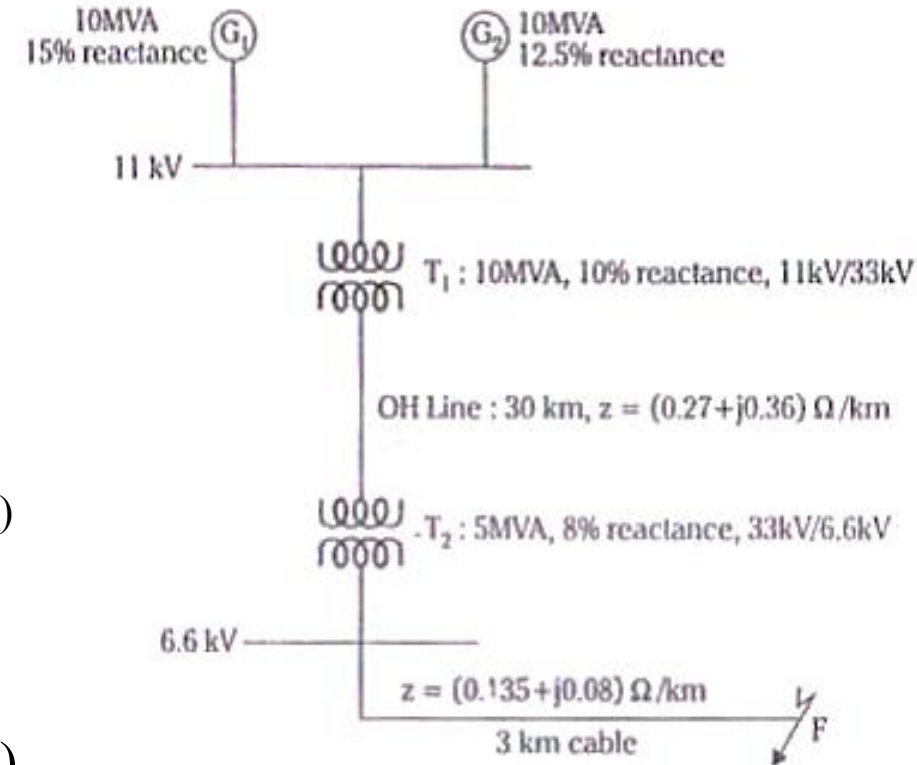 10MVA
15% reactance
G₁
G₂
10MVA
12.5% reactance
11 kV
T₁ : 10MVA, 10% reactance, 11kV/33kV
OH Line : 30 km, z = (0.27+j0.36) Ω/km
)
T₂ : 5MVA, 8% reactance, 33kV/6.6kV
6.6 kV
z = (0.135+j0.08) Ω/km
F
3 km cable
)